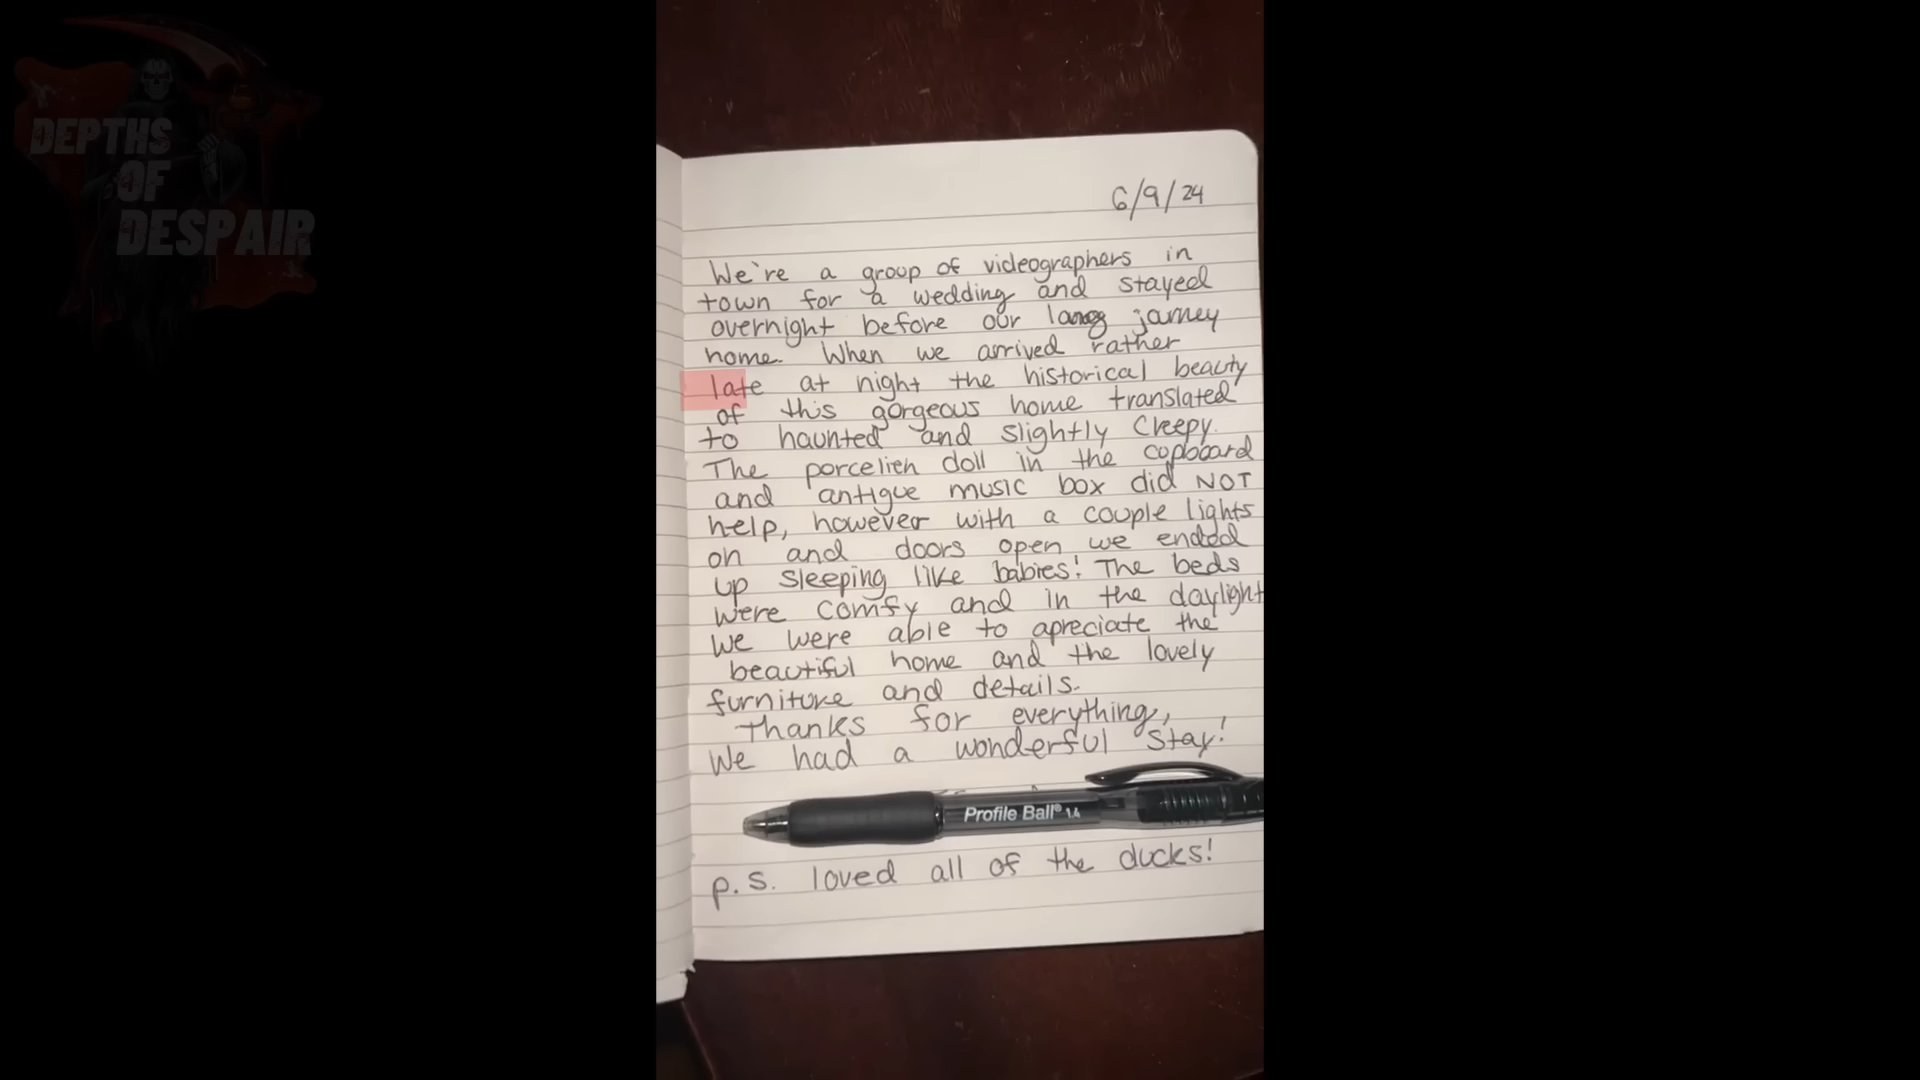 DEPTHS
OF
DESPAIR
6/9/24
We're a group of videographers in
town for a wedding and stayed
overnight before our long jorney
home. When we arrived rather
late at night the historical beauty
of this gorgeous home translated
to haunted and slightly creepy.
The porcelien doll in the copboard
and antique music box did NOT
help, however with a couple lights
on and doors open we ended
up sleeping like babies! The beds
were comfy and in the daylight
we were able to apreciate the
beautiful home and the lovely
furniture and details.
Thanks for everything,
We had a wonderful stay!
Profile Ball® 1.4
p.s. loved all of the ducks!